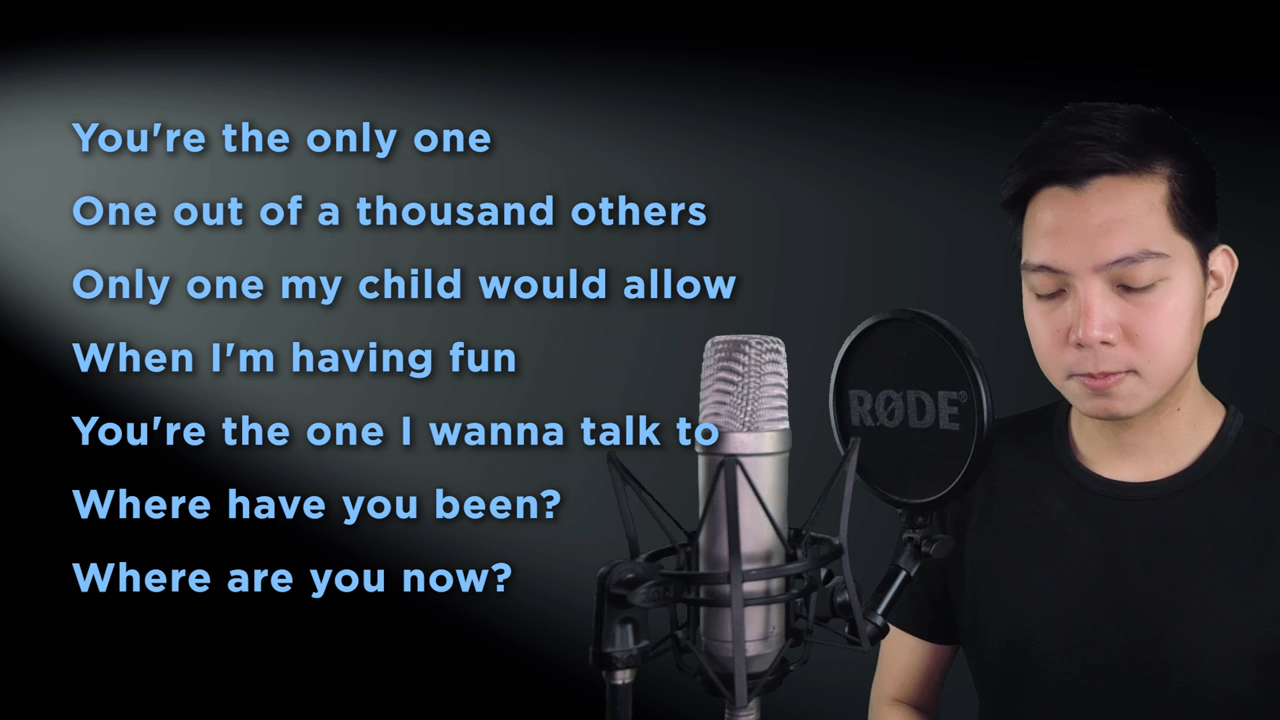 You're the only one
One out of a thousand others
Only one my child would allow
When I'm having fun
You're the one I wanna talk to
Where have you been?
Where are you now?
RØDE®